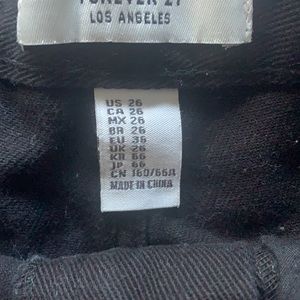 FOREVER 21
LOS ANGELES
US 26
CA 26
MX 26
BR 26
EU 36
UK 26
KR 66
JP 66
CN 160/66A
MADE IN CHINA